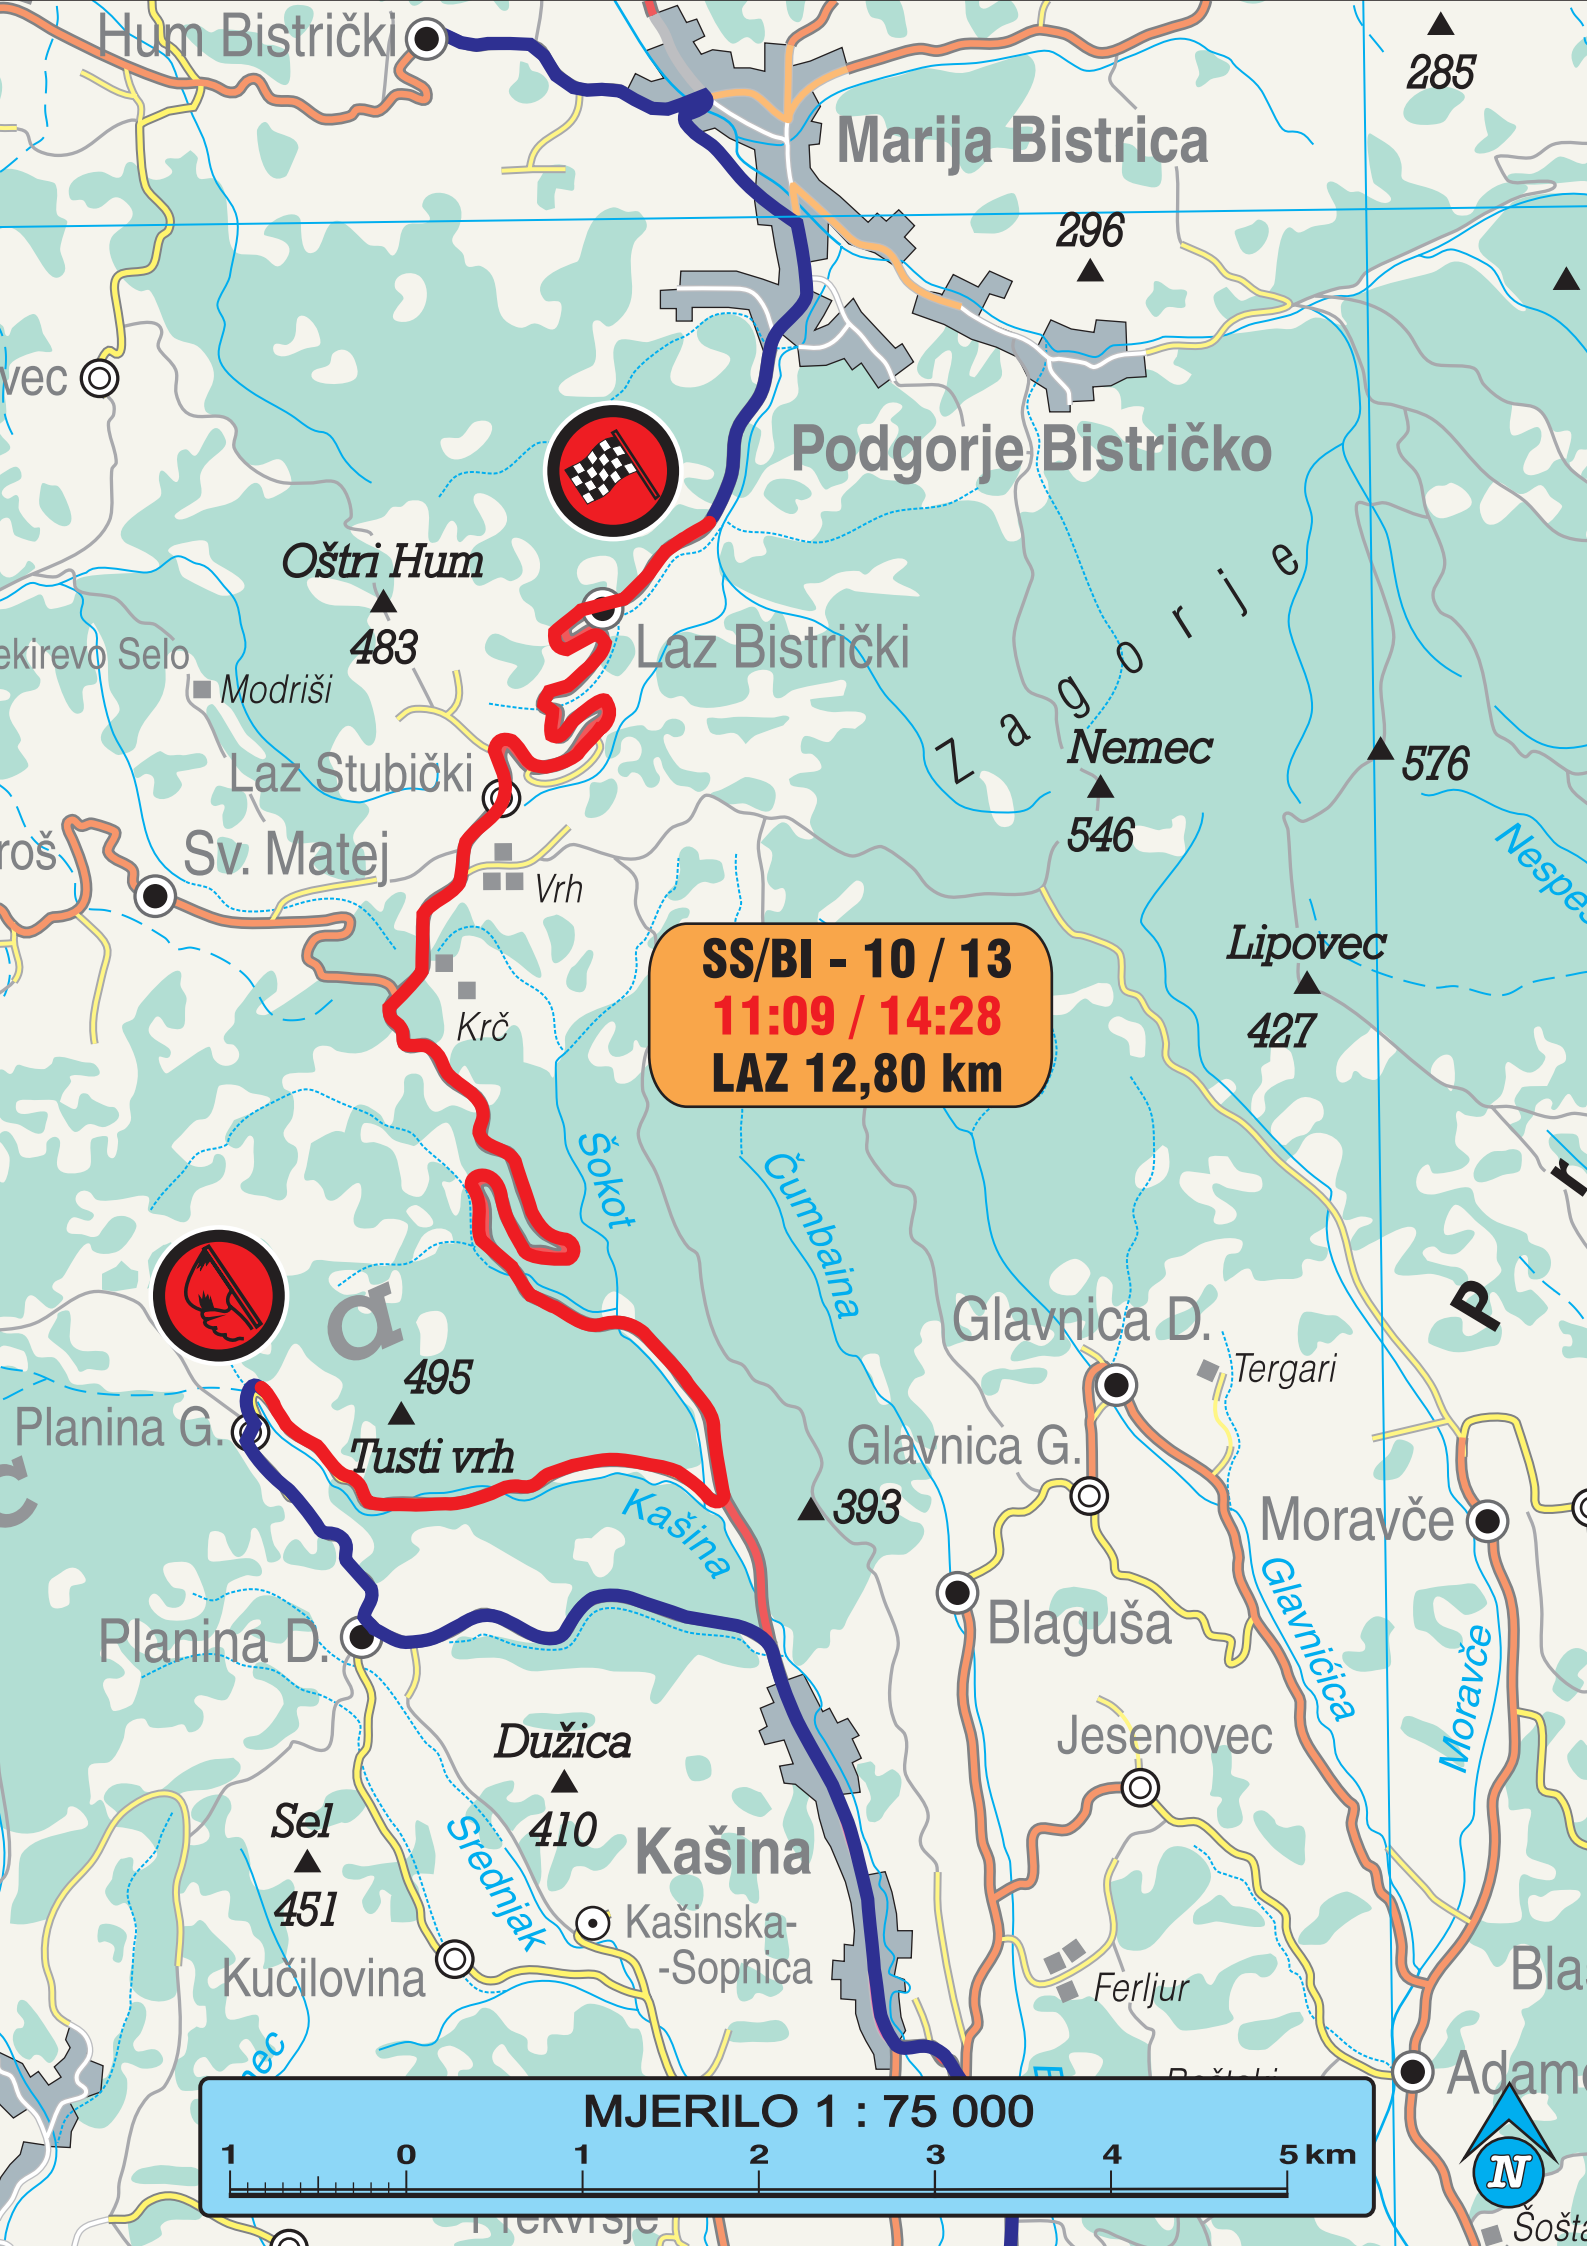 Hum Bistrički
285
Marija Bistrica
296
vec
Podgorje Bistričko
Oštri Hum
483
Zagorje
ekirevo Selo
Modriši
Laz Bistrički
Nemec
546
576
Laz Stubički
roš
Sv. Matej
Vrh
Nespes
Lipovec
427
SS/BI - 10 / 13
11:09 / 14:28
LAZ 12,80 km
Krč
Šokot
Čumbaina
P r
a
Glavnica D.
Tergari
495
Tusti vrh
Planina G.
Glavnica G.
c
Kašina
393
Moravče
Glavničica
Blaguša
Planina D.
Moravče
Jesenovec
Dužica
410
Sel
451
Srednjak
Kašina
Kašinska-
-Sopnica
Kučilovina
Ferljur
Bla
nec
Adam
MJERILO 1 : 75 000
1 0 1 2 3 4 5 km
N
Prekvršje
Šošta